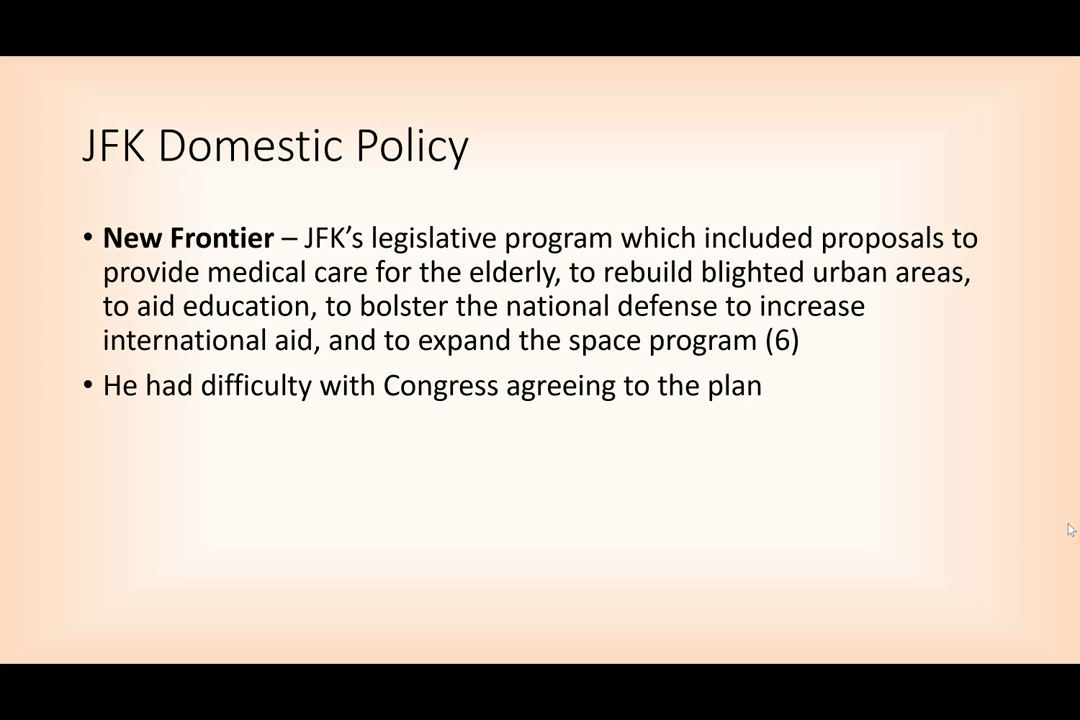 JFK Domestic Policy
• New Frontier – JFK’s legislative program which included proposals to
provide medical care for the elderly, to rebuild blighted urban areas,
to aid education, to bolster the national defense to increase
international aid, and to expand the space program (6)
• He had difficulty with Congress agreeing to the plan